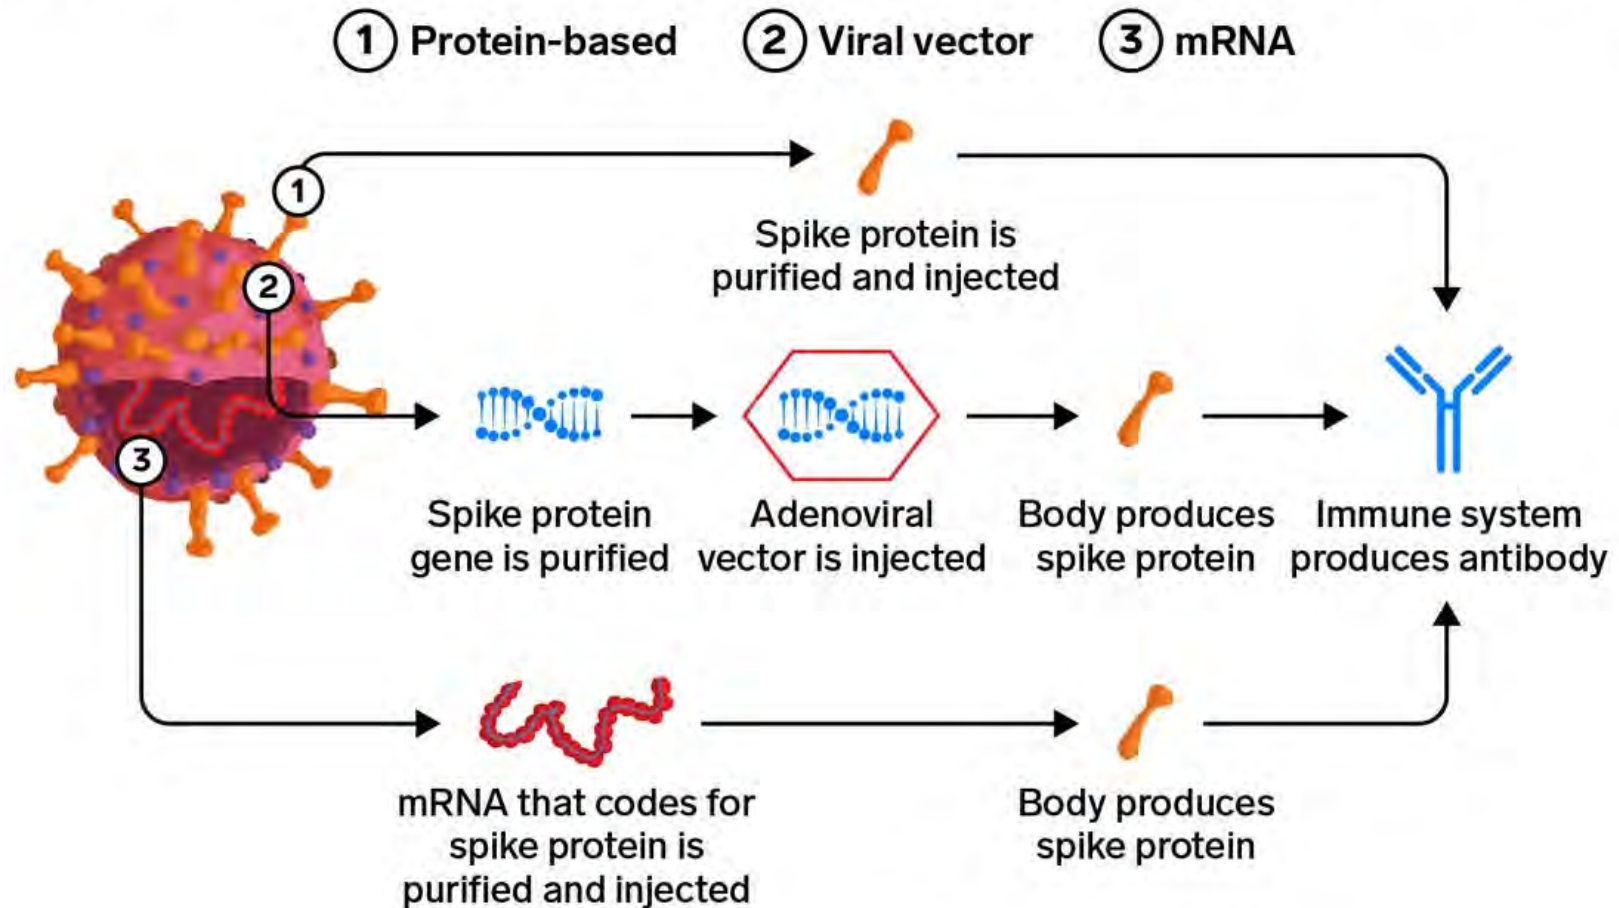 1 Protein-based 2 Viral vector 3 mRNA
1
Spike protein is
purified and injected
2
Spike protein
gene is purified
Adenoviral
vector is injected
Body produces
spike protein
Immune system
produces antibody
3
mRNA that codes for
spike protein is
purified and injected
Body produces
spike protein